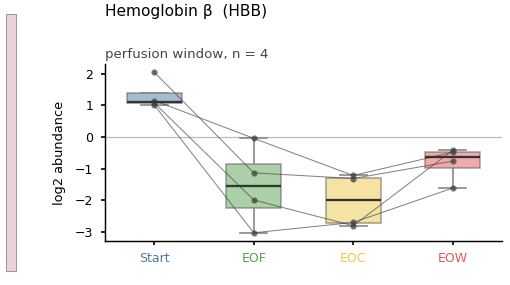 Hemoglobin β (HBB)
perfusion window, n = 4
log2 abundance
2
1
0
−1
−2
−3
Start EOF EOC EOW